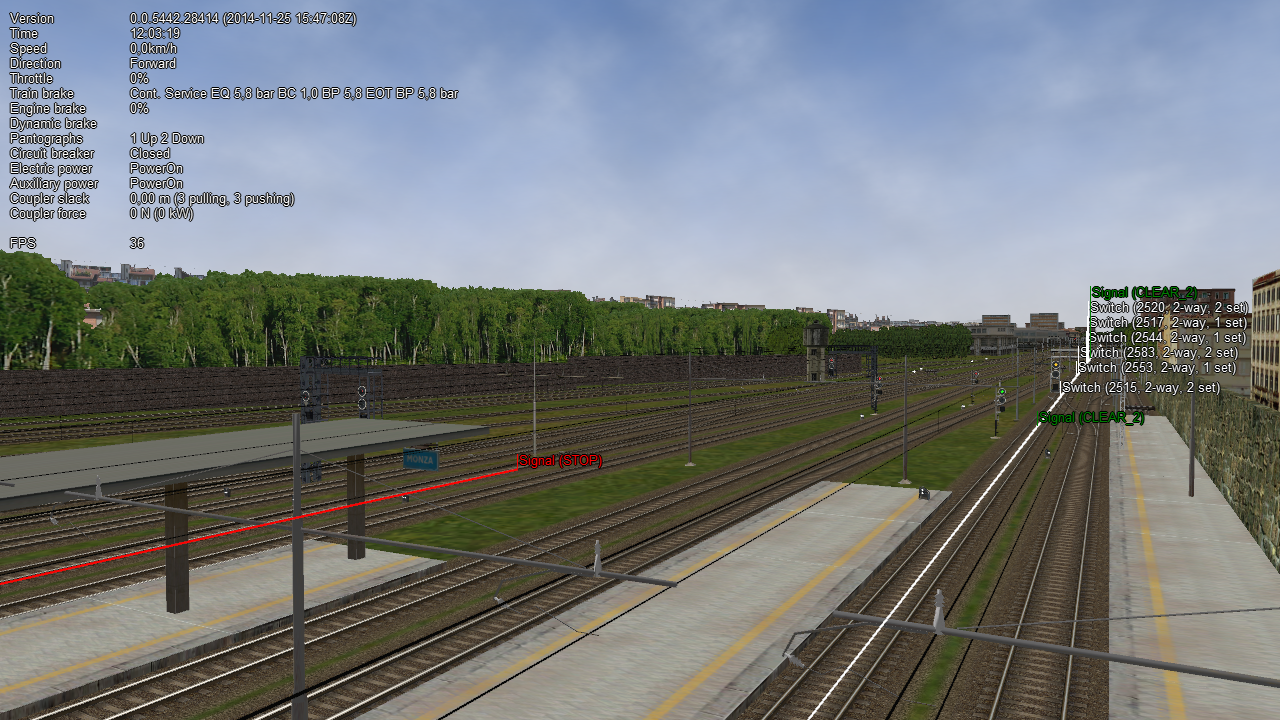 Version 0.0.5442.28414 (2014-11-25 15:47:08Z)
Time 12:03:19
Speed 0,0km/h
Direction Forward
Throttle 0%
Train brake Cont. Service EQ 5,8 bar BC 1,0 BP 5,8 EOT BP 5,8 bar
Engine brake 0%
Dynamic brake
Pantographs 1 Up 2 Down
Circuit breaker Closed
Electric power PowerOn
Auxiliary power PowerOn
Coupler slack 0,00 m (3 pulling, 3 pushing)
Coupler force 0 N (0 kW)
FPS 36
Signal (CLEAR_2)
Switch (2520, 2-way, 2 set)
Switch (2517, 2-way, 1 set)
Switch (2544, 2-way, 1 set)
Switch (2583, 2-way, 2 set)
Switch (2553, 2-way, 1 set)
Switch (2515, 2-way, 2 set)
Signal (CLEAR_2)
MONZA
Signal (STOP)